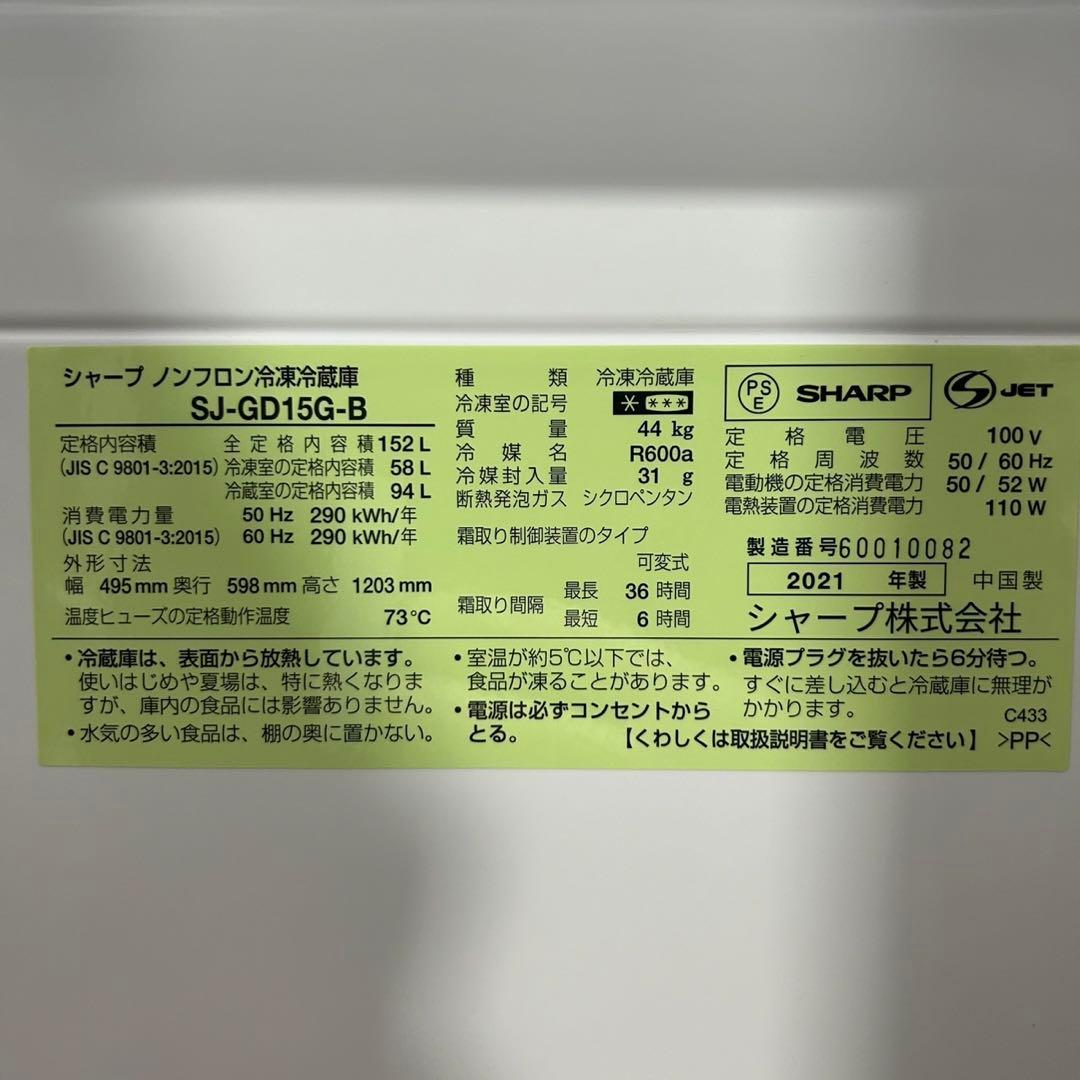 シャープ ノンフロン冷凍冷蔵庫
SJ-GD15G-B
定格内容積 全定格内容積 152 L
(JIS C 9801-3:2015) 冷凍室の定格内容積 58 L
冷蔵室の定格内容積 94 L
消費電力量 50 Hz 290 kWh/年
(JIS C 9801-3:2015) 60 Hz 290 kWh/年
外形寸法
幅 495 mm 奥行 598 mm 高さ 1203 mm
温度ヒューズの定格動作温度 73℃
種類 冷凍冷蔵庫
冷凍室の記号 * ***
質量 44 kg
冷媒名 R600a
冷媒封入量 31 g
断熱発泡ガス シクロペンタン
霜取り制御装置のタイプ
可変式
霜取り間隔 最長 36 時間
最短 6 時間
PSE SHARP S JET
定格電圧 100 V
定格周波数 50 / 60 Hz
電動機の定格消費電力 50 / 52 W
電熱装置の定格消費電力 110 W
製造番号 60010082
2021 年製 中国製
シャープ株式会社
・冷蔵庫は、表面から放熱しています。
使いはじめや夏場は、特に熱くなりま
すが、庫内の食品には影響ありません。
・水気の多い食品は、棚の奥に置かない。
・室温が約5℃以下では、
食品が凍ることがあります。
・電源は必ずコンセントから
とる。
・電源プラグを抜いたら6分待つ。
すぐに差し込むと冷蔵庫に無理が
かかります。
C433
【くわしくは取扱説明書をご覧ください】 >PP<